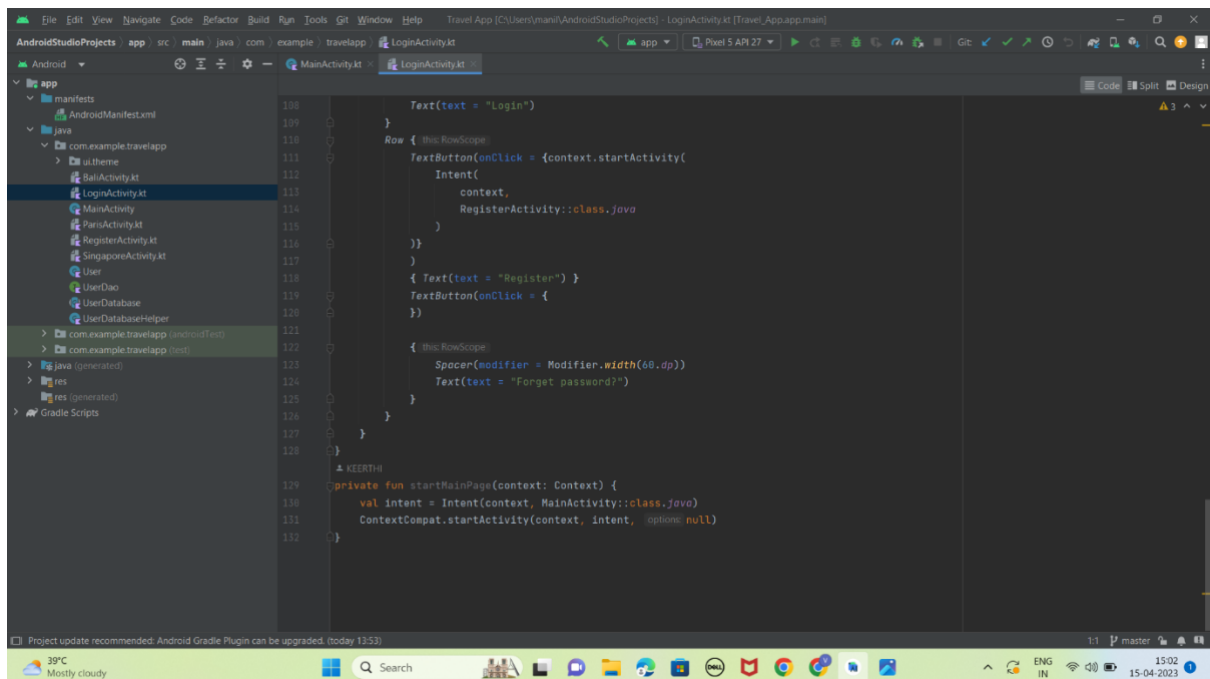 File Edit View Navigate Code Refactor Build Run Tools Git Window Help Travel App [C:\Users\manil\AndroidStudioProjects] - LoginActivity.kt [Travel_App.app.main]
AndroidStudioProjects app src main java com example travelapp LoginActivity.kt app Pixel 5 API 27 Git:
Android MainActivity.kt LoginActivity.kt
Code Split Design
app
manifests
AndroidManifest.xml
java
com.example.travelapp
ui.theme
BaliActivity.kt
LoginActivity.kt
MainActivity
ParisActivity.kt
RegisterActivity.kt
SingaporeActivity.kt
User
UserDao
UserDatabase
UserDatabaseHelper
com.example.travelapp (androidTest)
com.example.travelapp (test)
java (generated)
res
res (generated)
Gradle Scripts
3
108 Text(text = "Login")
109 }
110 Row { this: RowScope
111 TextButton(onClick = {context.startActivity(
112 Intent(
113 context,
114 RegisterActivity::class.java
115 )
116 )}
117 )
118 { Text(text = "Register") }
119 TextButton(onClick = {
120 })
121
122 { this: RowScope
123 Spacer(modifier = Modifier.width(60.dp))
124 Text(text = "Forget password?")
125 }
126 }
127 }
128 }
KEERTHI
129 private fun startMainPage(context: Context) {
130 val intent = Intent(context, MainActivity::class.java)
131 ContextCompat.startActivity(context, intent, options: null)
132 }
Project update recommended: Android Gradle Plugin can be upgraded. (today 13:53) 1:1 master
39°C
Mostly cloudy
Search
DELL
ENG
IN
15:02
15-04-2023
1